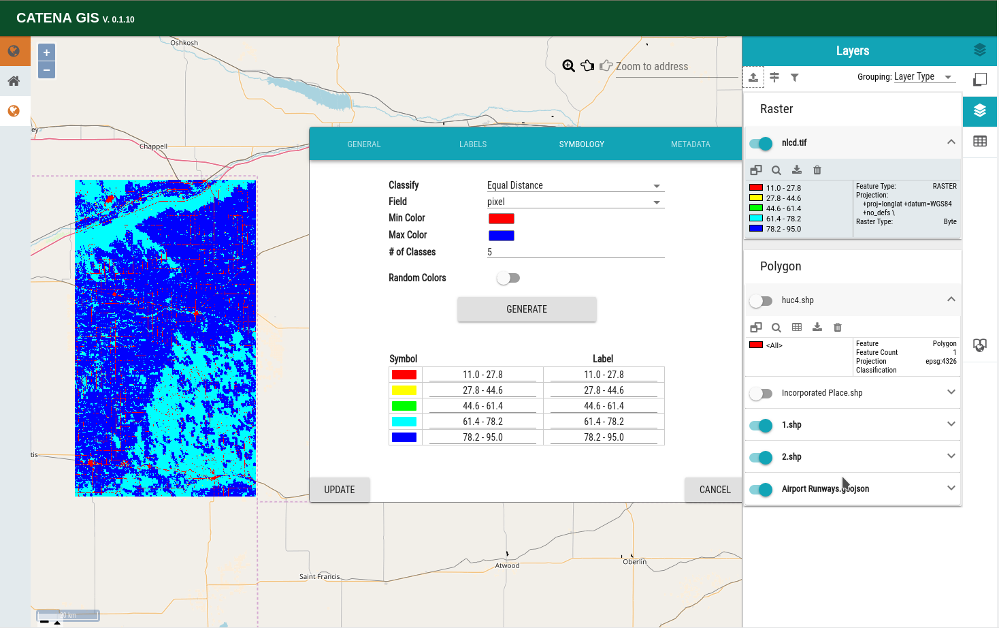 CATENA GIS V. 0.1.10
Oshkosh
+
−
Zoom to address
ey
Chappell
tis
Atwood
Oberlin
Saint Francis
20 km
GENERAL LABELS SYMBOLOGY METADATA
Classify Equal Distance
Field pixel
Min Color
Max Color
# of Classes 5
Random Colors
GENERATE
Symbol Label
11.0 - 27.8 11.0 - 27.8
27.8 - 44.6 27.8 - 44.6
44.6 - 61.4 44.6 - 61.4
61.4 - 78.2 61.4 - 78.2
78.2 - 95.0 78.2 - 95.0
UPDATE CANCEL
Layers
Grouping: Layer Type
Raster
nlcd.tif
11.0 - 27.8
27.8 - 44.6
44.6 - 61.4
61.4 - 78.2
78.2 - 95.0
Feature Type: RASTER
Projection:
+proj=longlat +datum=WGS84
+no_defs \
Raster Type: Byte
Polygon
huc4.shp
<All>
Feature Polygon
Feature Count 1
Projection epsg:4326
Classification
Incorporated Place.shp
1.shp
2.shp
Airport Runways.geojson